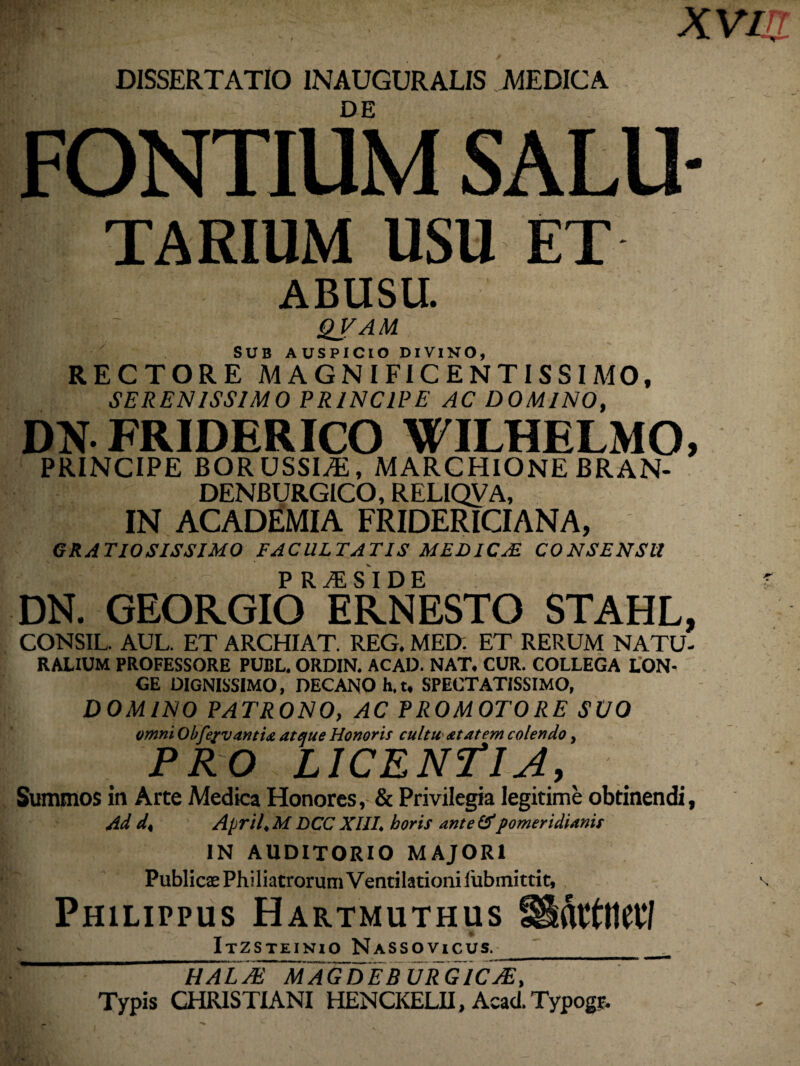 XVII
DISSERTATIO INAUGURALIS MEDICA
DE
FONTIUM SALU-
TARIUM USU ET
ABUSU.
QVAM
SUB AUSPICIO DIVINO,
RECTORE MAGNIFICENTISSIMO,
SERENISSIMO PRINCIPE AC DOMINO,
DN. FRIDERICO WILHELMO,
PRINCIPE BORUSSIÆ, MARCHIONE BRAN-
DENBURGICO, RELIQVA,
IN ACADEMIA FRIDERICIANA,
GRATIOSISSIMO FACULTATIS MEDICÆ CONSENSU
PRÆSIDE
DN. GEORGIO ERNESTO STAHL,
CONSIL. AUL. ET ARCHIAT. REG. MED. ET RERUM NATU-
RALIUM PROFESSORE PUBL. ORDIN. ACAD. NAT. CUR. COLLEGA LON-
GE DIGNISSIMO, DECANO h.t. SPECTATISSIMO,
DOMINO PATRONO, AC PROMOTORE SUO
omni Observantiæ atque Honoris cultu ætatem colendo,
PRO LICENTIA,
Summos in Arte Medica Honores, & Privilegia legitimè obtinendi,
Ad d. April. M DCC XIII. horis ante & pomeridianis
IN AUDITORIO MAJORI
Publicæ Philiatrorum Ventilationi submittit,
PHILIPPUS HARTMUTHUS Märtner/
ITZSTEINIO NASSOVICUS.
HALÆ MAGDEBURGICÆ,
Typis CHRISTIANI HENCKELII, Acad. Typogr.